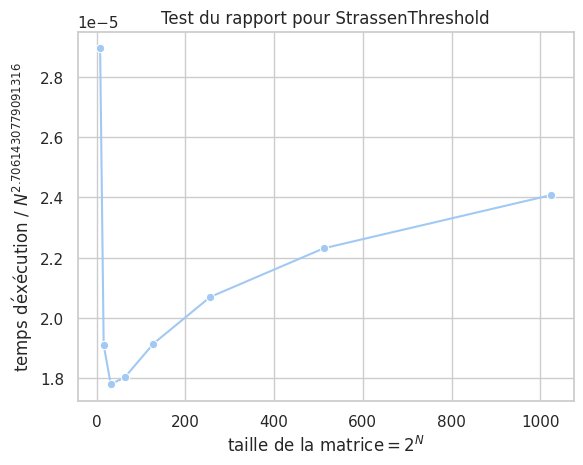 Test du rapport pour StrassenThreshold
1e−5
2.8
2.6
2.4
2.2
2.0
1.8
temps déxécution / N^2.7061430779091316
0 200 400 600 800 1000
taille de la matrice = 2^N